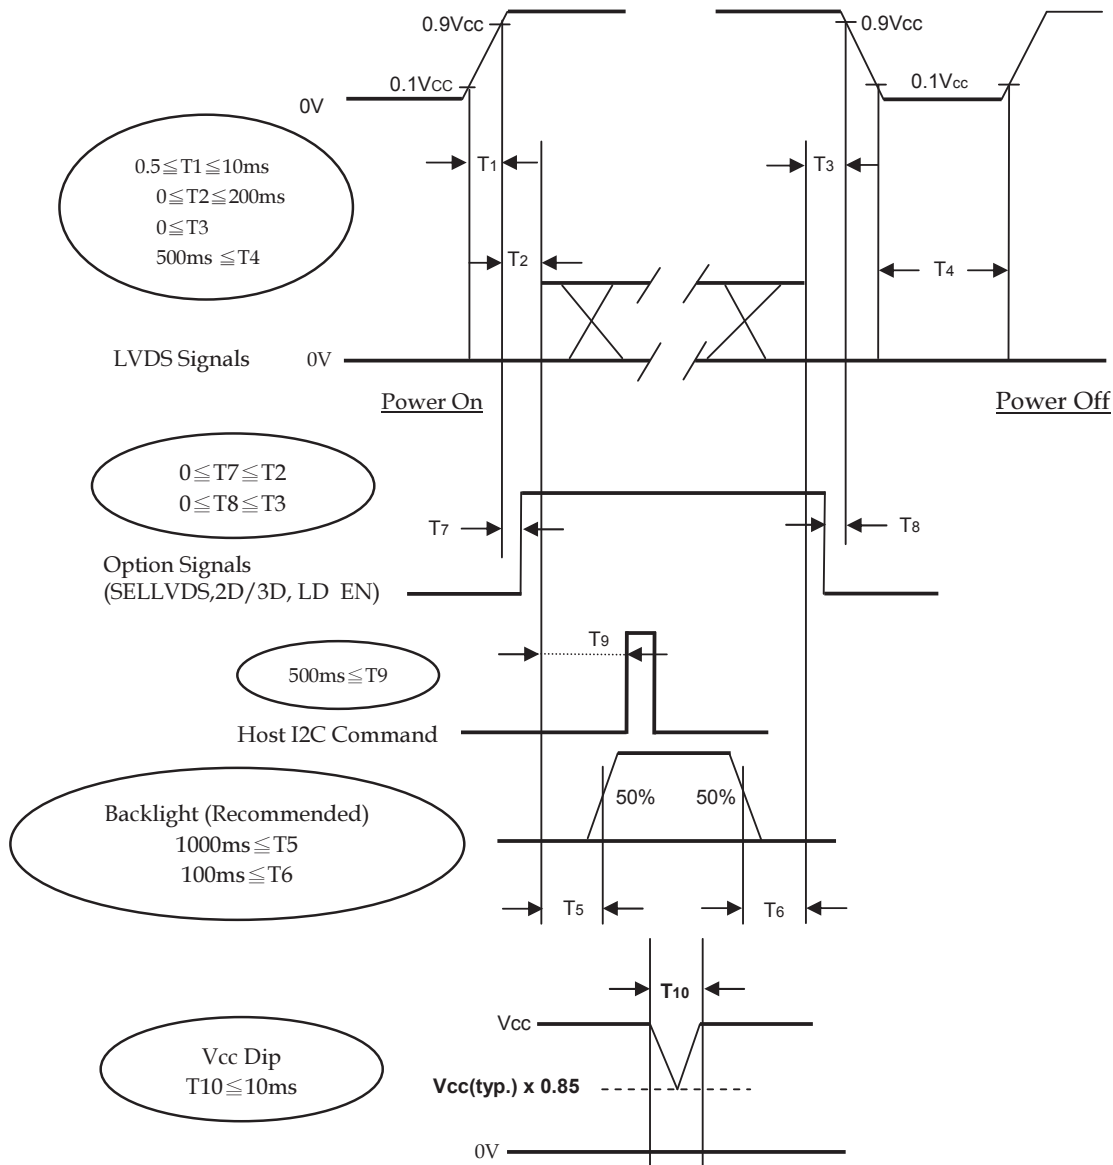 0.9Vcc
0.9Vcc
0.1Vcc
0.1Vcc
0V
0.5≦T1≦10ms
0≦T2≦200ms
0≦T3
500ms ≦T4
T1
T3
T2
T4
LVDS Signals
0V
Power On
Power Off
0≦T7≦T2
0≦T8≦T3
T7
T8
Option Signals
(SELLVDS,2D/3D, LD EN)
T9
500ms≦T9
Host I2C Command
Backlight (Recommended)
1000ms≦T5
100ms≦T6
50%
50%
T5
T6
T10
Vcc
Vcc Dip
T10≦10ms
Vcc(typ.) x 0.85
0V